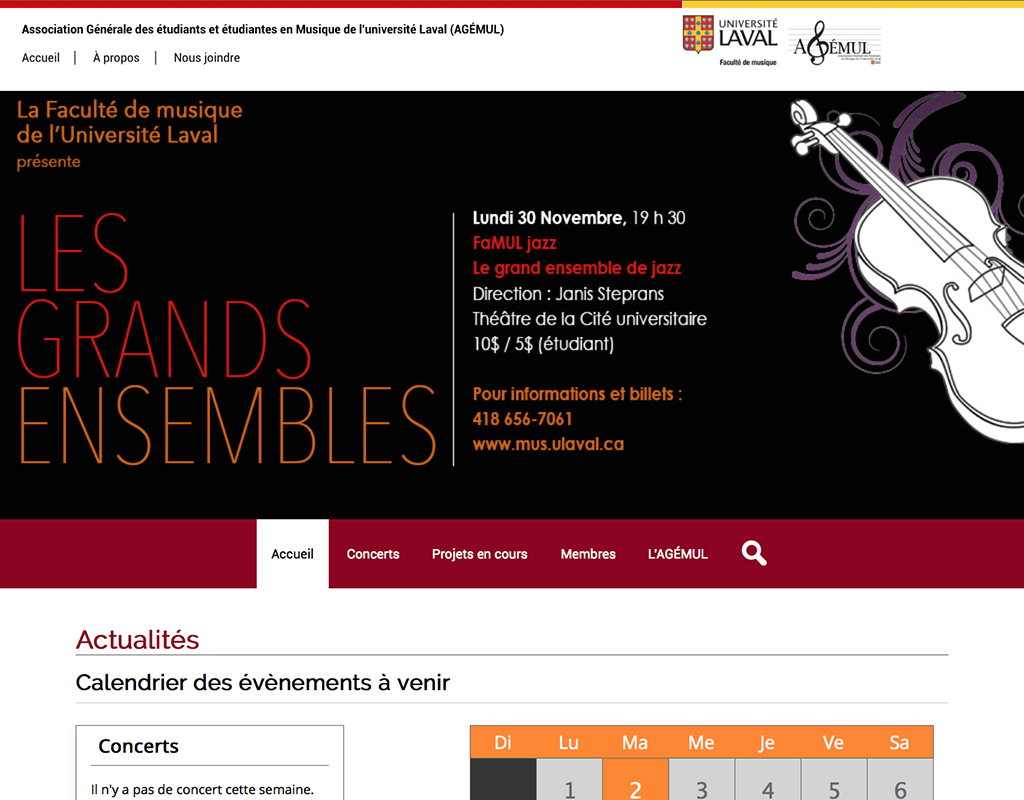 Association Générale des étudiants et étudiantes en Musique de l'université Laval (AGÉMUL)
Accueil | À propos | Nous joindre
UNIVERSITÉ
LAVAL
Faculté de musique
AGÉMUL
La Faculté de musique
de l'Université Laval
présente
LES
GRANDS
ENSEMBLES
Lundi 30 Novembre, 19 h 30
FaMUL jazz
Le grand ensemble de jazz
Direction : Janis Steprans
Théâtre de la Cité universitaire
10$ / 5$ (étudiant)
Pour informations et billets :
418 656-7061
www.mus.ulaval.ca
Accueil Concerts Projets en cours Membres L'AGÉMUL
Actualités
Calendrier des évènements à venir
Concerts
Il n'y a pas de concert cette semaine.
Di Lu Ma Me Je Ve Sa
1 2 3 4 5 6